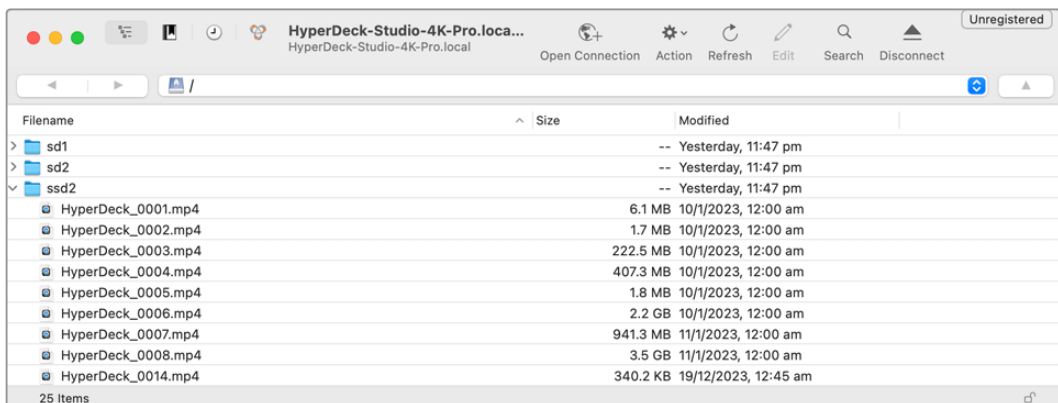 Unregistered
HyperDeck-Studio-4K-Pro.loca...
HyperDeck-Studio-4K-Pro.local
Open Connection Action Refresh Edit Search Disconnect
/
Filename Size Modified
sd1 -- Yesterday, 11:47 pm
sd2 -- Yesterday, 11:47 pm
ssd2 -- Yesterday, 11:47 pm
HyperDeck_0001.mp4 6.1 MB 10/1/2023, 12:00 am
HyperDeck_0002.mp4 1.7 MB 10/1/2023, 12:00 am
HyperDeck_0003.mp4 222.5 MB 10/1/2023, 12:00 am
HyperDeck_0004.mp4 407.3 MB 10/1/2023, 12:00 am
HyperDeck_0005.mp4 1.8 MB 10/1/2023, 12:00 am
HyperDeck_0006.mp4 2.2 GB 10/1/2023, 12:00 am
HyperDeck_0007.mp4 941.3 MB 11/1/2023, 12:00 am
HyperDeck_0008.mp4 3.5 GB 11/1/2023, 12:00 am
HyperDeck_0014.mp4 340.2 KB 19/12/2023, 12:45 am
25 Items